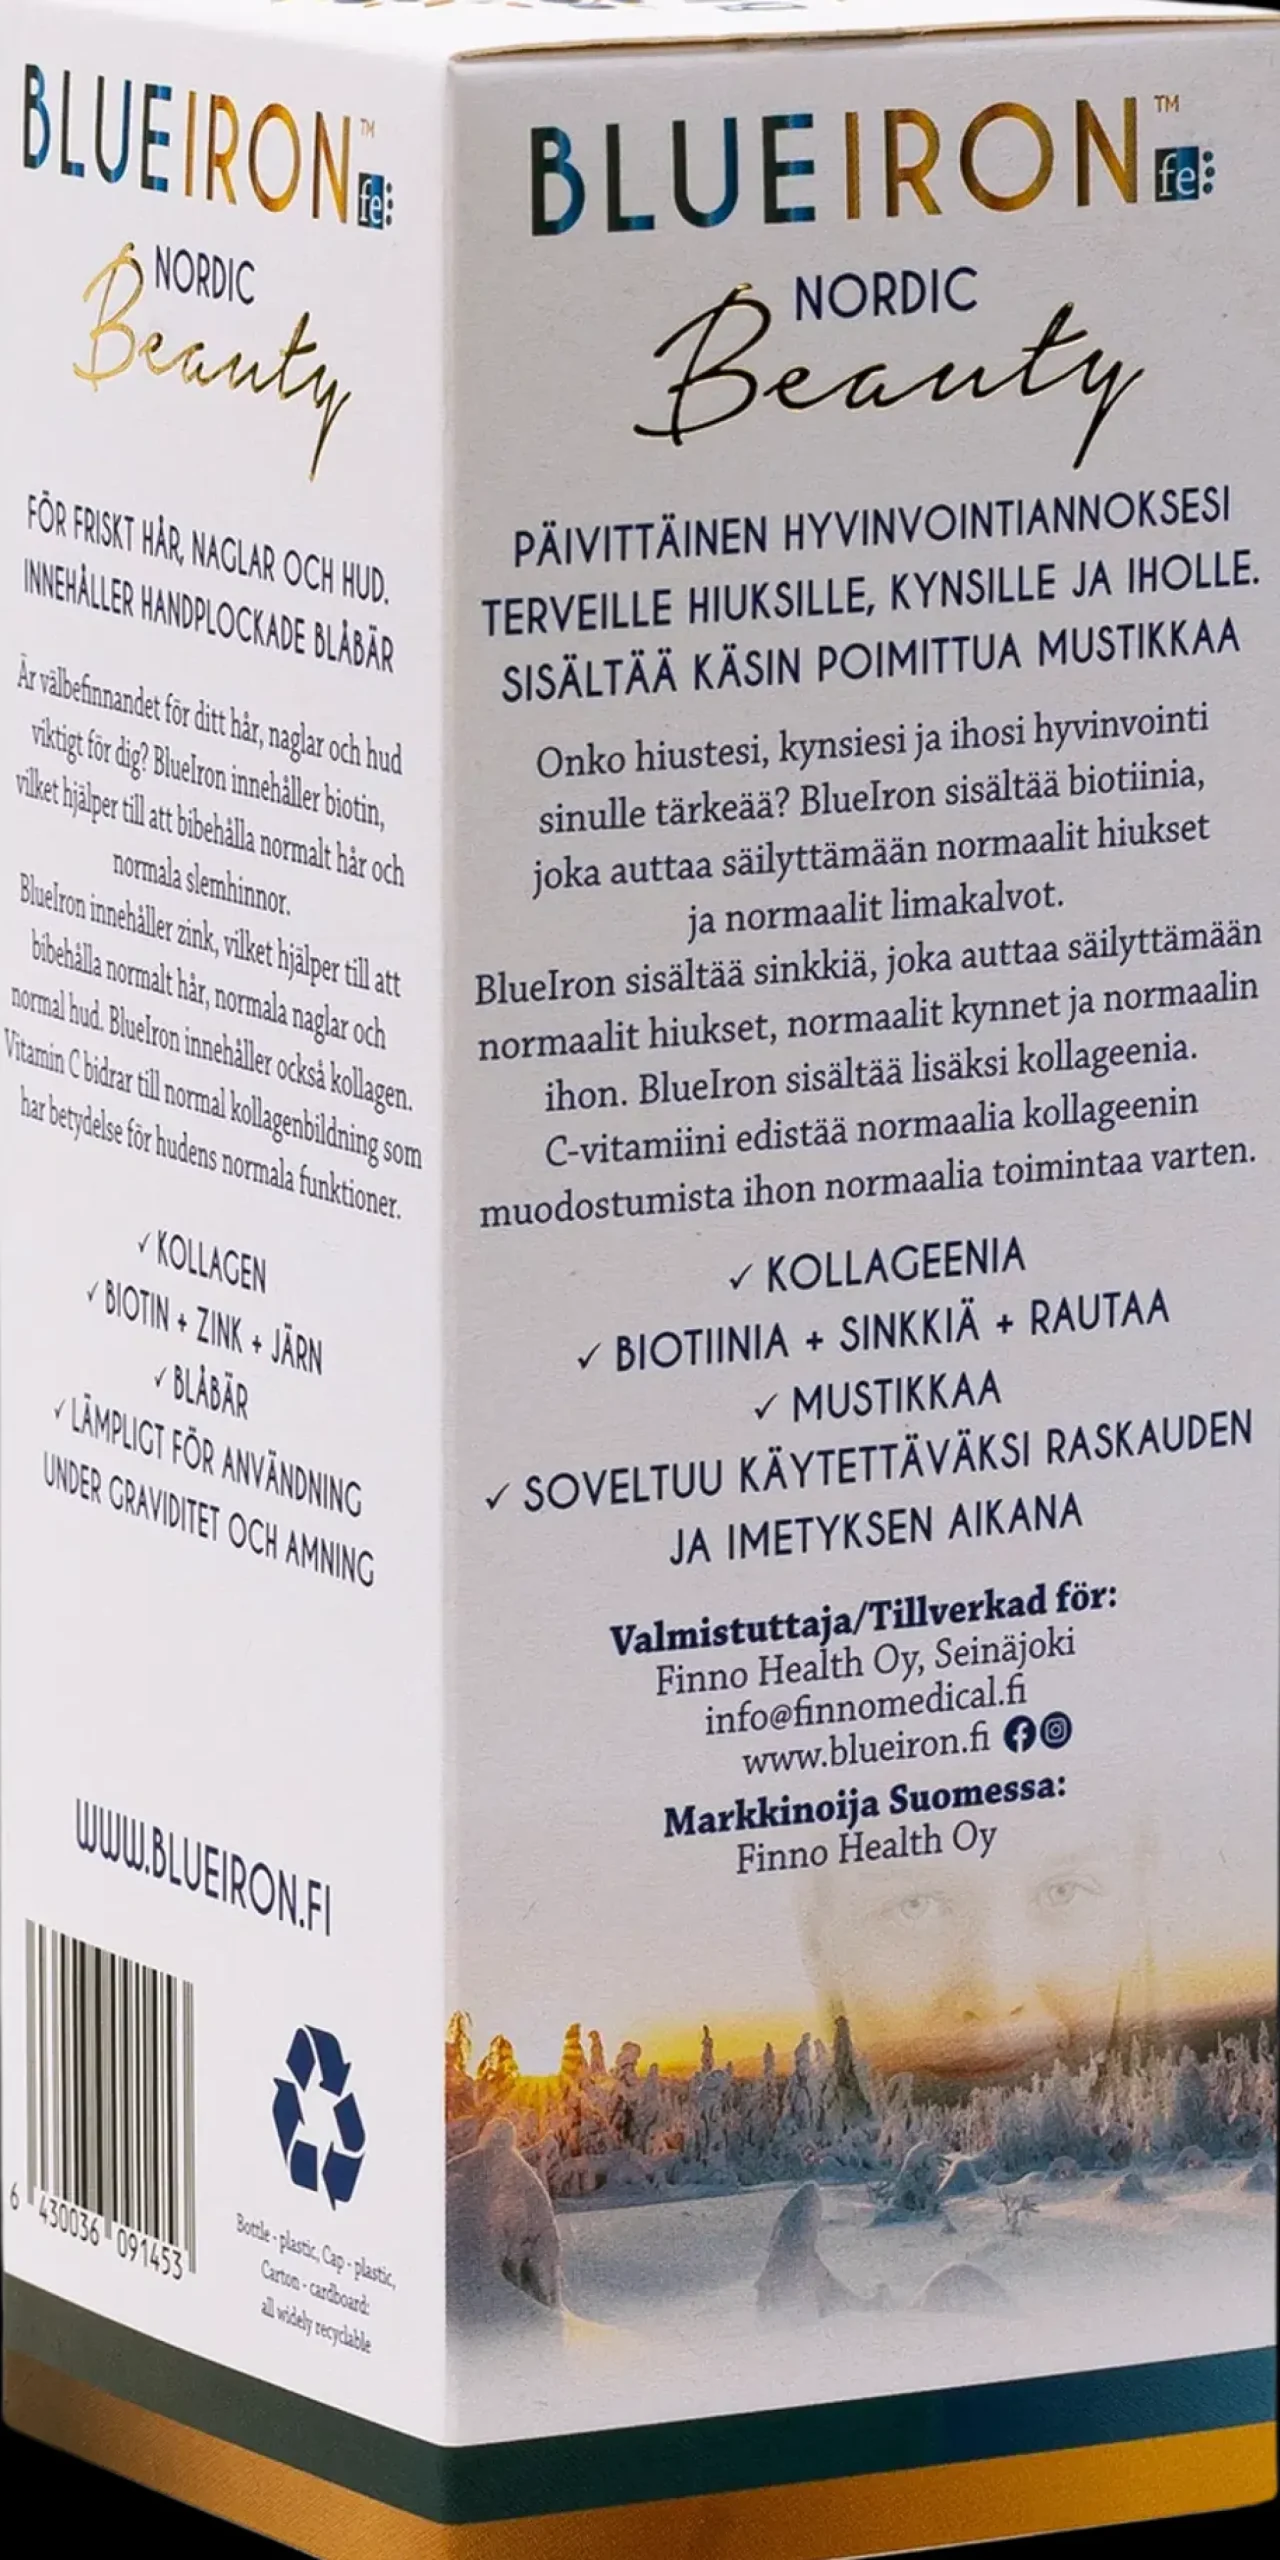 BLUEIRON™ fe
NORDIC
Beauty
FÖR FRISKT HÅR, NAGLAR OCH HUD.
INNEHÅLLER HANDPLOCKADE BLÅBÄR
Är välbefinnandet för ditt hår, naglar och hud
viktigt för dig? BlueIron innehåller biotin,
vilket hjälper till att bibehålla normalt hår och
normala slemhinnor.
BlueIron innehåller zink, vilket hjälper till att
bibehålla normalt hår, normala naglar och
normal hud. BlueIron innehåller också kollagen.
Vitamin C bidrar till normal kollagenbildning som
har betydelse för hudens normala funktioner.
✓ KOLLAGEN
✓ BIOTIN + ZINK + JÄRN
✓ BLÅBÄR
✓ LÄMPLIGT FÖR ANVÄNDNING
UNDER GRAVIDITET OCH AMNING
WWW.BLUEIRON.FI
6 430036 091453
Bottle - plastic, Cap - plastic,
Carton - cardboard:
all widely recyclable
BLUEIRON™ fe
NORDIC
Beauty
PÄIVITTÄINEN HYVINVOINTIANNOKSESI
TERVEILLE HIUKSILLE, KYNSILLE JA IHOLLE.
SISÄLTÄÄ KÄSIN POIMITTUA MUSTIKKAA
Onko hiustesi, kynsiesi ja ihosi hyvinvointi
sinulle tärkeää? BlueIron sisältää biotiinia,
joka auttaa säilyttämään normaalit hiukset
ja normaalit limakalvot.
BlueIron sisältää sinkkiä, joka auttaa säilyttämään
normaalit hiukset, normaalit kynnet ja normaalin
ihon. BlueIron sisältää lisäksi kollageenia.
C-vitamiini edistää normaalia kollageenin
muodostumista ihon normaalia toimintaa varten.
✓ KOLLAGEENIA
✓ BIOTIINIA + SINKKIÄ + RAUTAA
✓ MUSTIKKAA
✓ SOVELTUU KÄYTETTÄVÄKSI RASKAUDEN
JA IMETYKSEN AIKANA
Valmistuttaja/Tillverkad för:
Finno Health Oy, Seinäjoki
info@finnomedical.fi
www.blueiron.fi
Markkinoija Suomessa:
Finno Health Oy